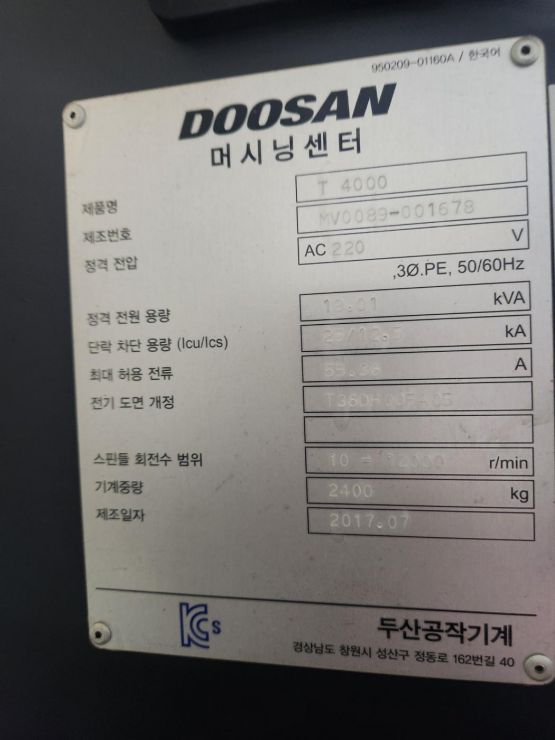 950209-01160A / 한국어
DOOSAN
머시닝센터
제품명 T 4000
제조번호 MV0089-001678
정격 전압 AC 220 V
,3Ø.PE, 50/60Hz
정격 전원 용량 kVA
단락 차단 용량 (Icu/Ics) kA
최대 허용 전류 A
전기 도면 개정
스핀들 회전수 범위 10 r/min
기계중량 2400 kg
제조일자 2017.07
KCs
두산공작기계
경상남도 창원시 성산구 정동로 162번길 40